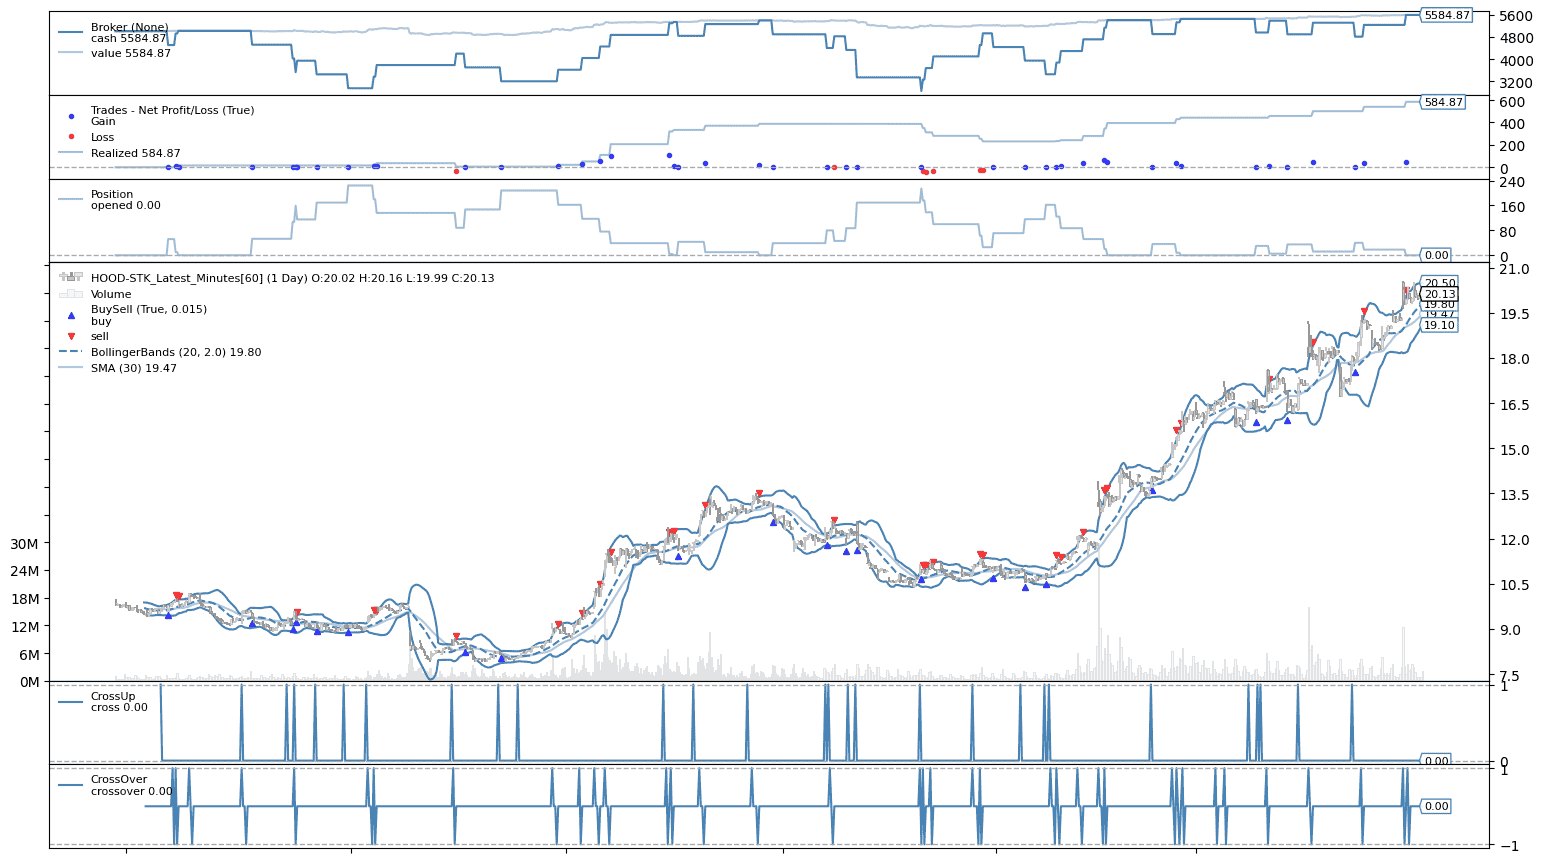 Broker (None)
cash 5584.87
value 5584.87
5584.87
5600
4800
4000
3200
Trades - Net Profit/Loss (True)
Gain
Loss
Realized 584.87
584.87
600
400
200
0
Position
opened 0.00
240
160
80
0
0.00
HOOD-STK_Latest_Minutes[60] (1 Day) O:20.02 H:20.16 L:19.99 C:20.13
Volume
BuySell (True, 0.015)
buy
sell
BollingerBands (20, 2.0) 19.80
SMA (30) 19.47
20.50
20.13
19.80
19.47
19.10
21.0
19.5
18.0
16.5
15.0
13.5
12.0
10.5
9.0
7.5
30M
24M
18M
12M
6M
0M
CrossUp
cross 0.00
1
0
0.00
CrossOver
crossover 0.00
1
0.00
−1